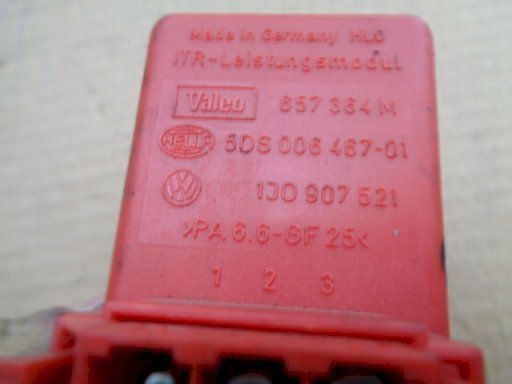 Made in Germany HLO
ITR-Leistungsmodul
Valeo 657 364 M
HELLA 5DS 006 467-01
VW 1J0 907 521
>PA 6.6-GF 25<
1 2 3